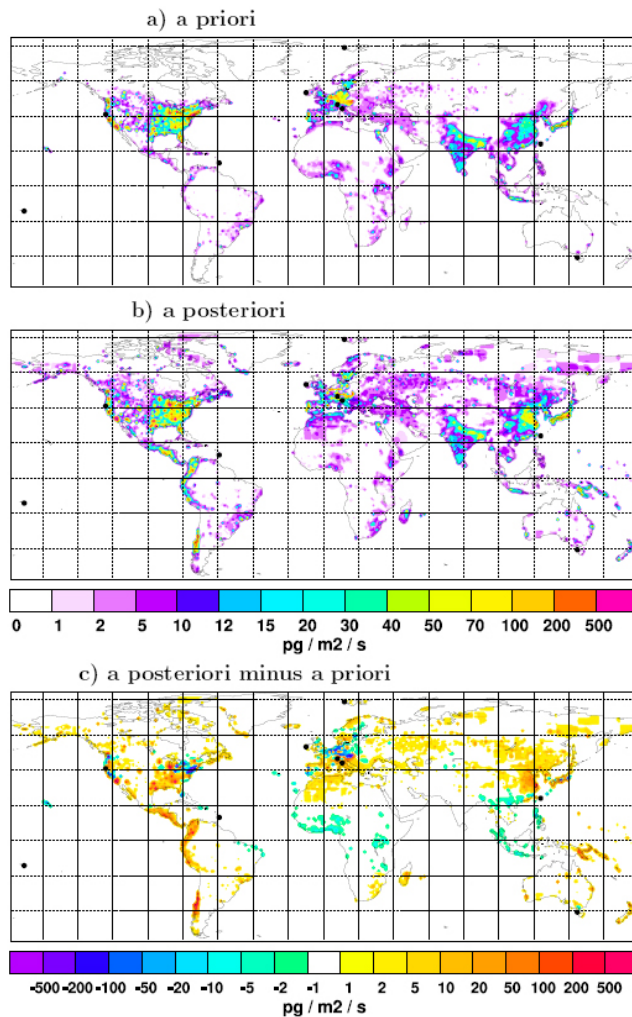 a) a priori
b) a posteriori
0 1 2 5 10 12 15 20 30 40 50 70 100 200 500
pg / m2 / s
c) a posteriori minus a priori
-500 -200 -100 -50 -20 -10 -5 -2 -1 1 2 5 10 20 50 100 200 500
pg / m2 / s